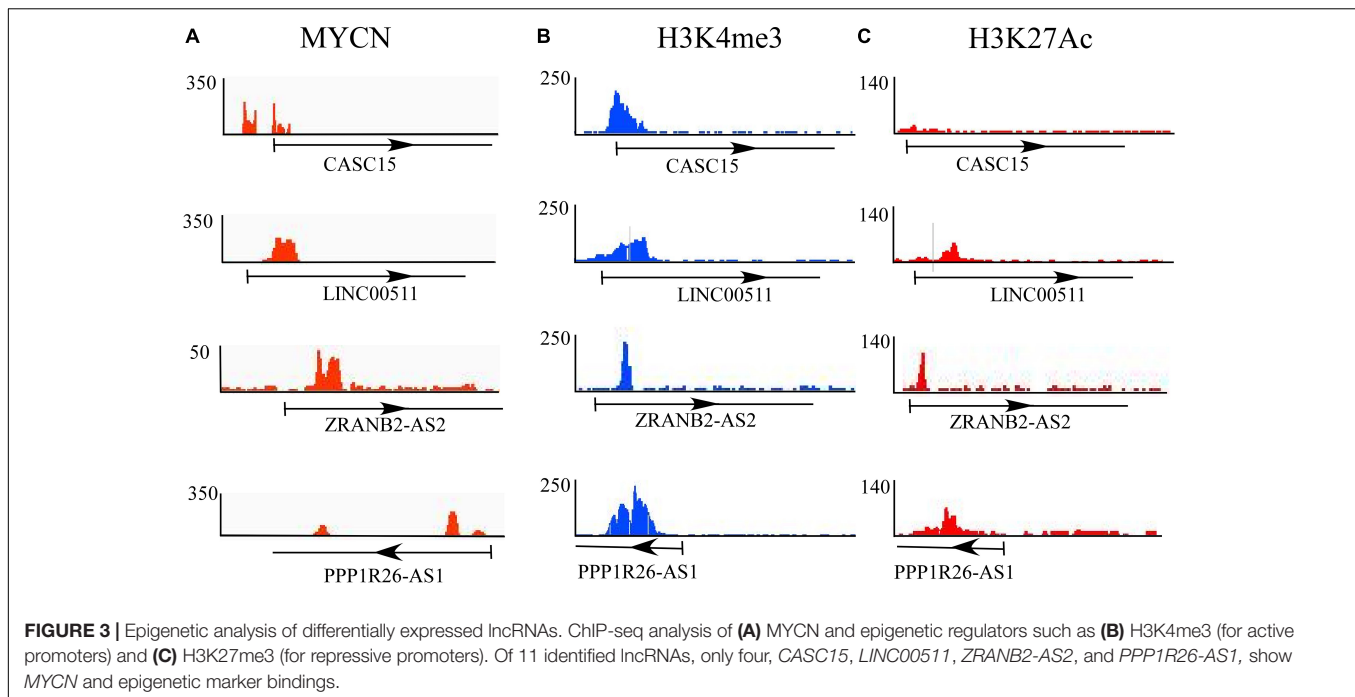 A MYCN
B H3K4me3
C H3K27Ac
350
CASC15
250
CASC15
140
CASC15
350
LINC00511
250
LINC00511
140
LINC00511
50
ZRANB2-AS2
250
ZRANB2-AS2
140
ZRANB2-AS2
350
PPP1R26-AS1
250
PPP1R26-AS1
140
PPP1R26-AS1
FIGURE 3 | Epigenetic analysis of differentially expressed lncRNAs. ChIP-seq analysis of (A) MYCN and epigenetic regulators such as (B) H3K4me3 (for active
promoters) and (C) H3K27me3 (for repressive promoters). Of 11 identified lncRNAs, only four, CASC15, LINC00511, ZRANB2-AS2, and PPP1R26-AS1, show
MYCN and epigenetic marker bindings.